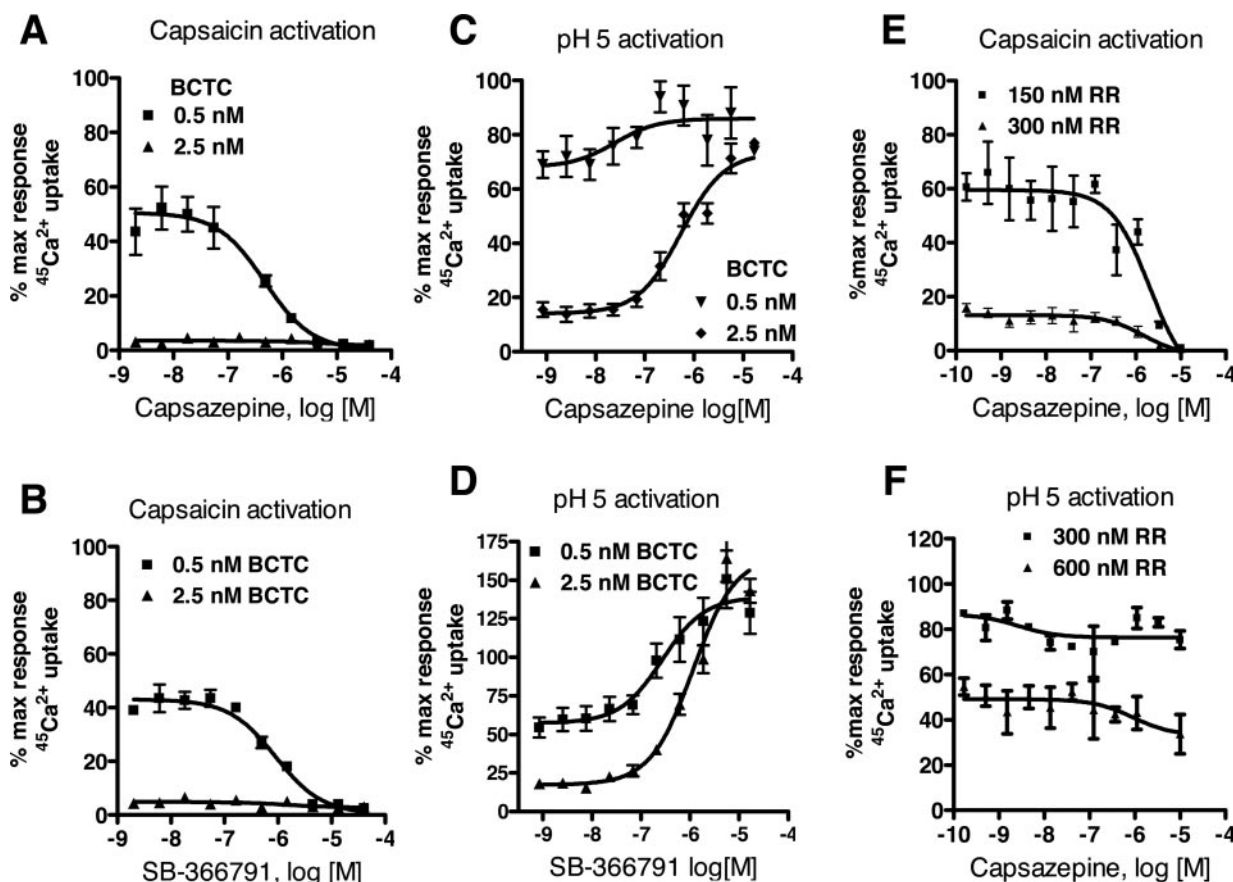 A
Capsaicin activation
BCTC
0.5 nM
2.5 nM
% max response
45Ca2+ uptake
100
80
60
40
20
0
-9 -8 -7 -6 -5 -4
Capsazepine, log [M]
C
pH 5 activation
% max response
45Ca2+ uptake
100
80
60
40
20
0
BCTC
0.5 nM
2.5 nM
-9 -8 -7 -6 -5
Capsazepine log[M]
E
Capsaicin activation
150 nM RR
300 nM RR
%max response
45Ca2+ uptake
100
80
60
40
20
0
-10 -9 -8 -7 -6 -5
Capsazepine, log [M]
B
Capsaicin activation
0.5 nM BCTC
2.5 nM BCTC
% max response
45Ca2+ uptake
100
80
60
40
20
0
-9 -8 -7 -6 -5 -4
SB-366791, log [M]
D
pH 5 activation
0.5 nM BCTC
2.5 nM BCTC
% max response
45Ca2+ uptake
175
150
125
100
75
50
25
0
-9 -8 -7 -6 -5 -4
SB-366791 log[M]
F
pH 5 activation
300 nM RR
600 nM RR
%max response
45Ca2+ uptake
120
100
80
60
40
20
0
-10 -9 -8 -7 -6 -5
Capsazepine, log [M]